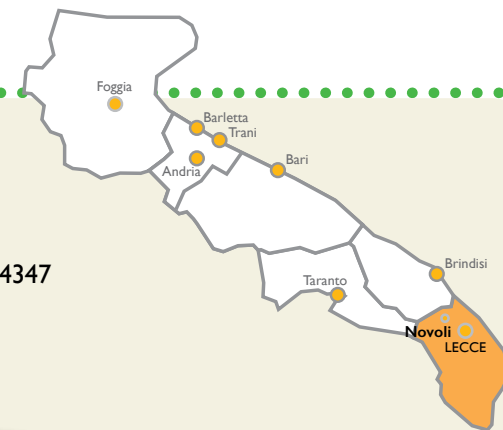 Foggia
Barletta
Trani
Bari
Andria
4347
Brindisi
Taranto
Novoli
LECCE